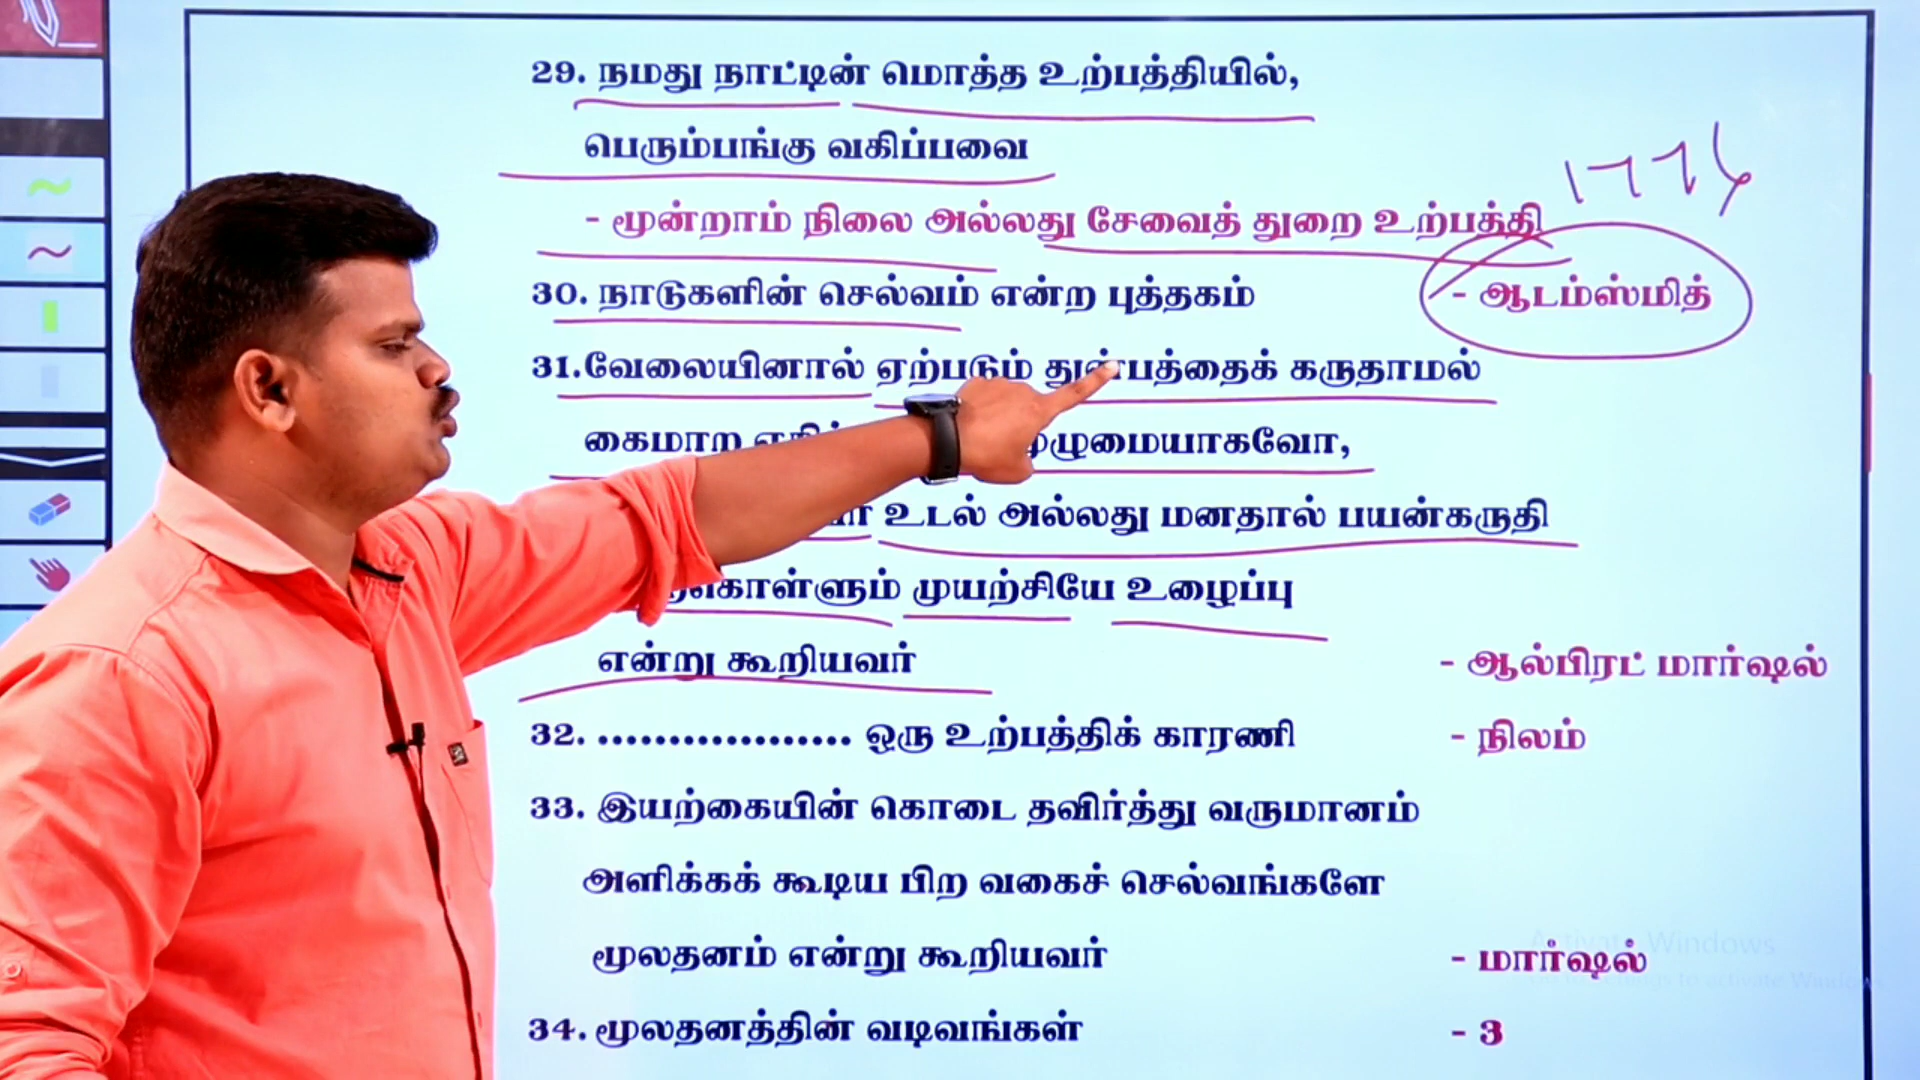 29. நமது நாட்டின் மொத்த உற்பத்தியில்,
பெரும்பங்கு வகிப்பவை
- மூன்றாம் நிலை அல்லது சேவைத் துறை உற்பத்தி
30. நாடுகளின் செல்வம் என்ற புத்தகம் - ஆடம்ஸ்மித்
31.வேலையினால் ஏற்படும் துன்பத்தைக் கருதாமல்
கைமாறு முழுமையாகவோ,
உடல் அல்லது மனதால் பயன்கருதி
முயற்சியே உழைப்பு
என்று கூறியவர் - ஆல்பிரட் மார்ஷல்
32. .................. ஒரு உற்பத்திக் காரணி - நிலம்
33. இயற்கையின் கொடை தவிர்த்து வருமானம்
அளிக்கக் கூடிய பிற வகைச் செல்வங்களே
மூலதனம் என்று கூறியவர் - மார்ஷல்
34. மூலதனத்தின் வடிவங்கள் - 3
Activate Windows